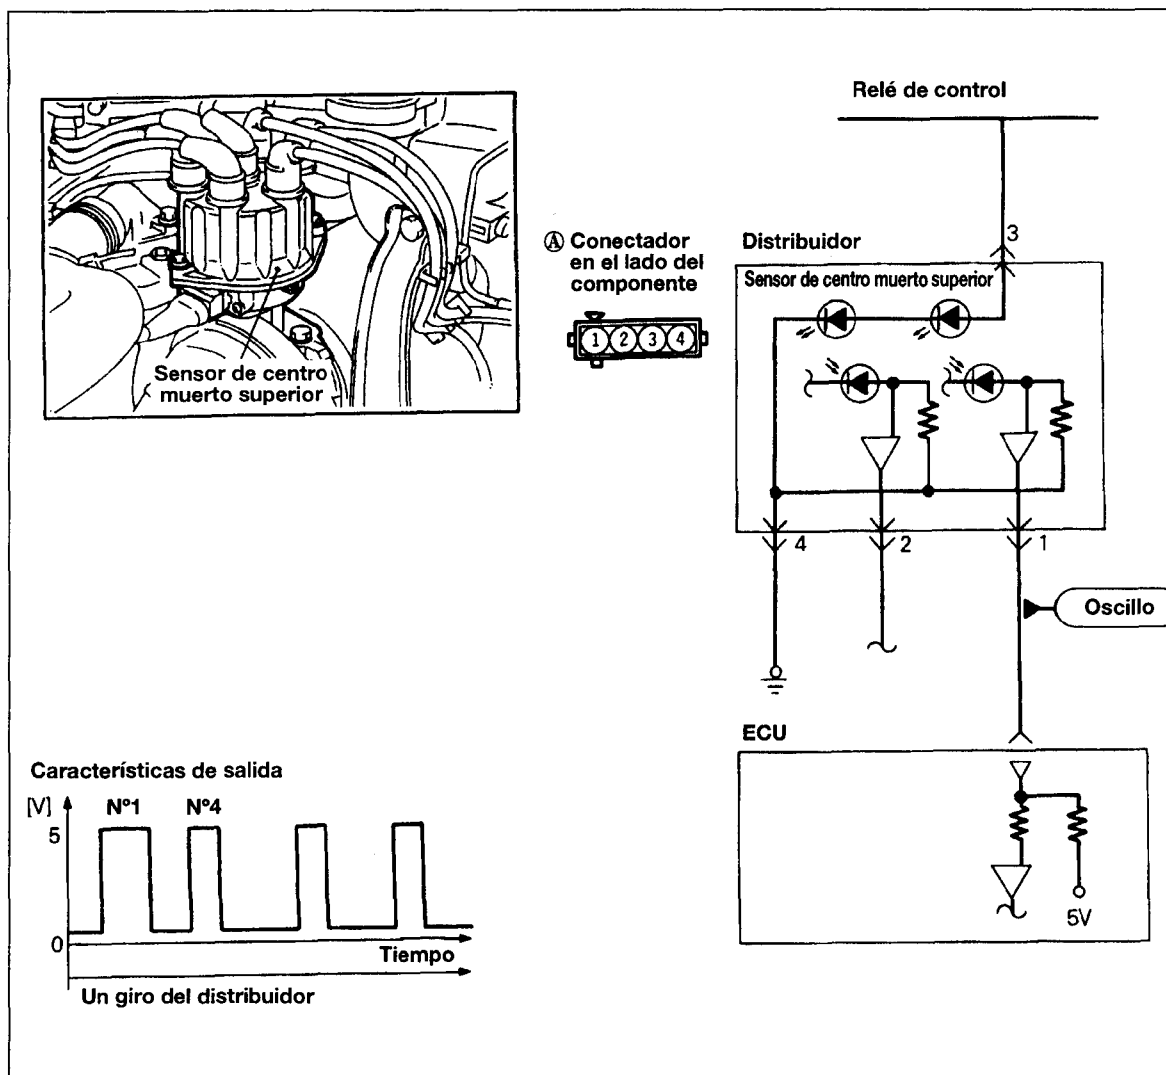 Relé de control
Sensor de centro
muerto superior
Ⓐ Conectador
en el lado del
componente
1 2 3 4
Distribuidor
3
Sensor de centro muerto superior
4
2
1
Oscillo
ECU
5V
Características de salida
[V]
Nº1
Nº4
5
0
Tiempo
Un giro del distribuidor